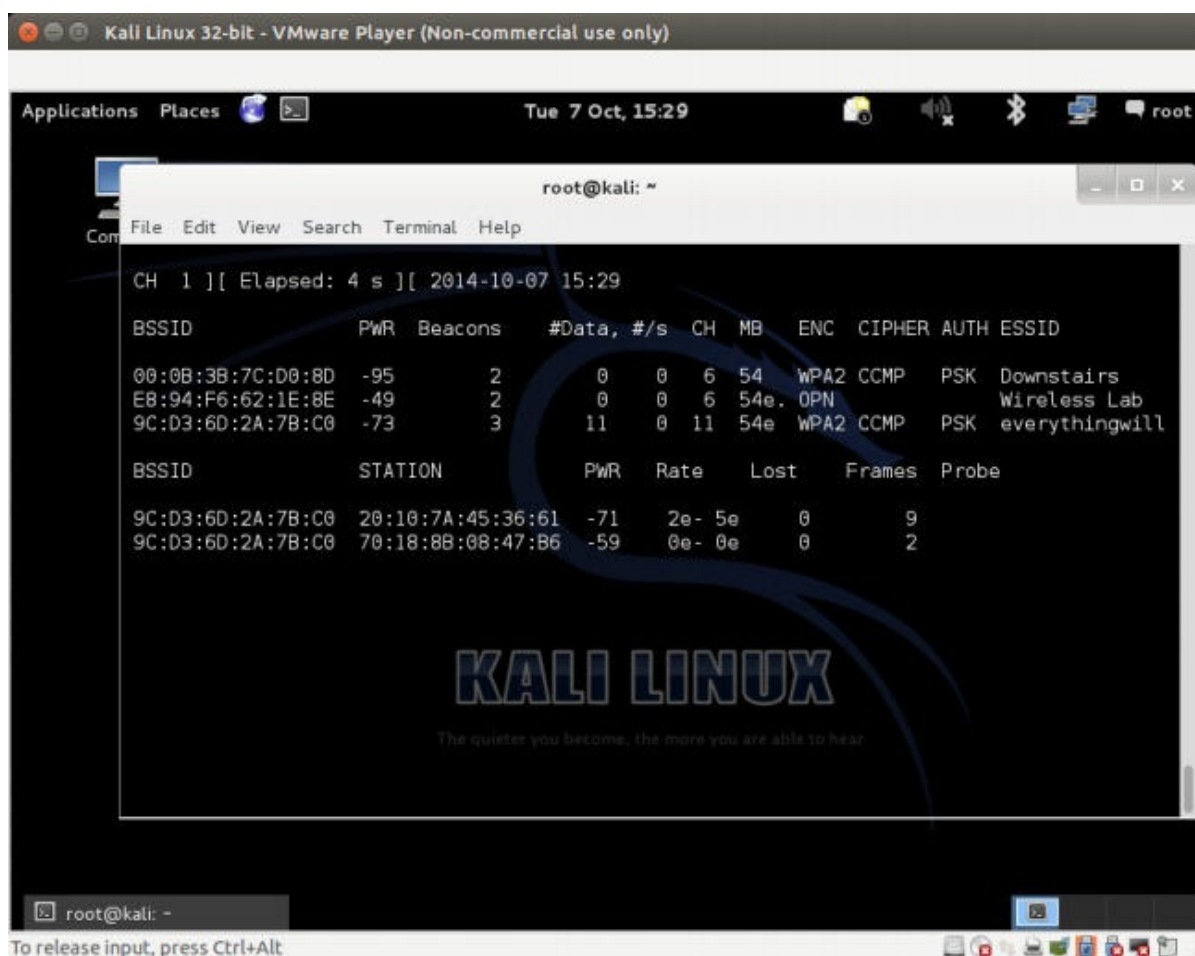 Kali Linux 32-bit - VMware Player (Non-commercial use only)
Applications Places Tue 7 Oct, 15:29 root
root@kali: ~
Com
File Edit View Search Terminal Help
CH 1 ][ Elapsed: 4 s ][ 2014-10-07 15:29
BSSID PWR Beacons #Data, #/s CH MB ENC CIPHER AUTH ESSID
00:0B:3B:7C:D0:8D -95 2 0 0 6 54 WPA2 CCMP PSK Downstairs
E8:94:F6:62:1E:8E -49 2 0 0 6 54e. OPN Wireless Lab
9C:D3:6D:2A:7B:C0 -73 3 11 0 11 54e WPA2 CCMP PSK everythingwill
BSSID STATION PWR Rate Lost Frames Probe
9C:D3:6D:2A:7B:C0 20:10:7A:45:36:61 -71 2e- 5e 0 9
9C:D3:6D:2A:7B:C0 70:18:8B:08:47:B6 -59 0e- 0e 0 2
KALI LINUX
The quieter you become, the more you are able to hear
root@kali: ~
To release input, press Ctrl+Alt